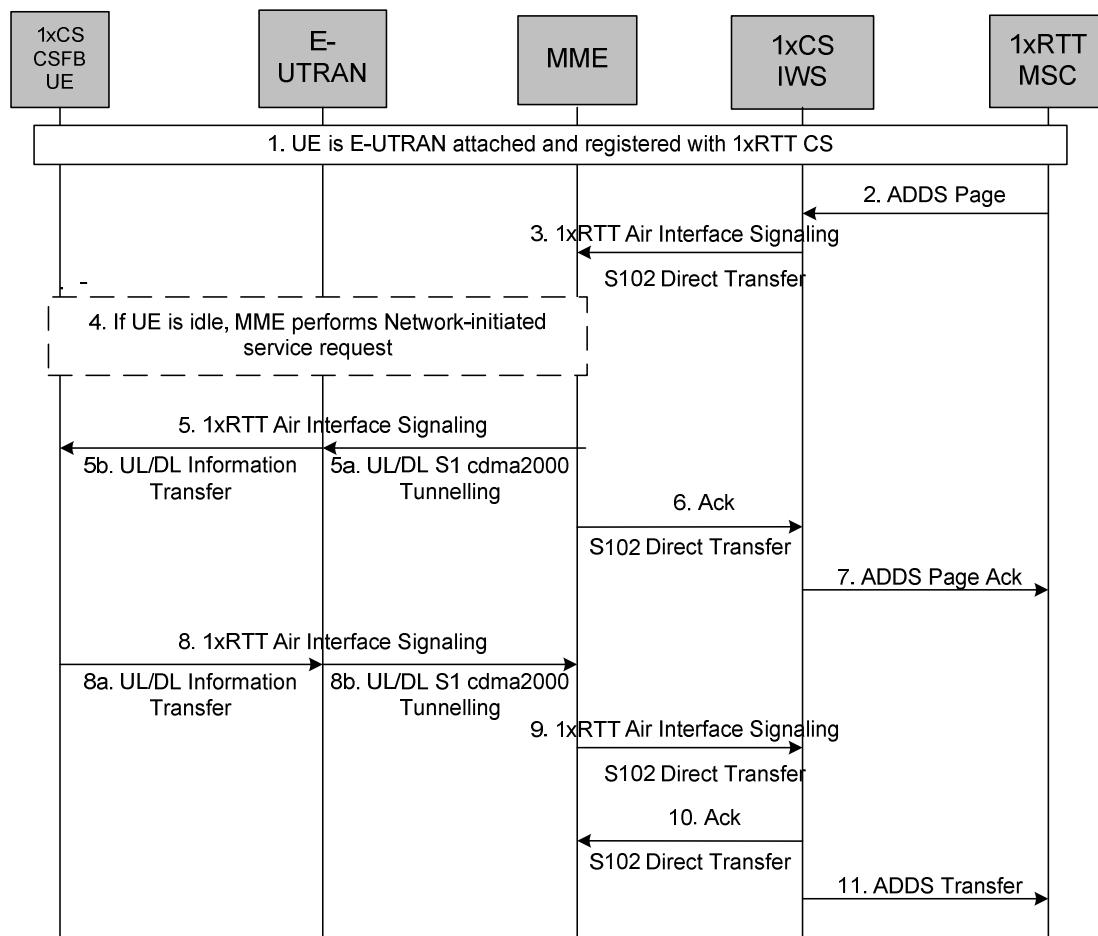 1xCS
CSFB
UE
E-
UTRAN
MME
1xCS
IWS
1xRTT
MSC
1. UE is E-UTRAN attached and registered with 1xRTT CS
2. ADDS Page
3. 1xRTT Air Interface Signaling
S102 Direct Transfer
4. If UE is idle, MME performs Network-initiated
service request
5. 1xRTT Air Interface Signaling
5b. UL/DL Information
Transfer
5a. UL/DL S1 cdma2000
Tunnelling
6. Ack
S102 Direct Transfer
7. ADDS Page Ack
8. 1xRTT Air Interface Signaling
8a. UL/DL Information
Transfer
8b. UL/DL S1 cdma2000
Tunnelling
9. 1xRTT Air Interface Signaling
S102 Direct Transfer
10. Ack
S102 Direct Transfer
11. ADDS Transfer